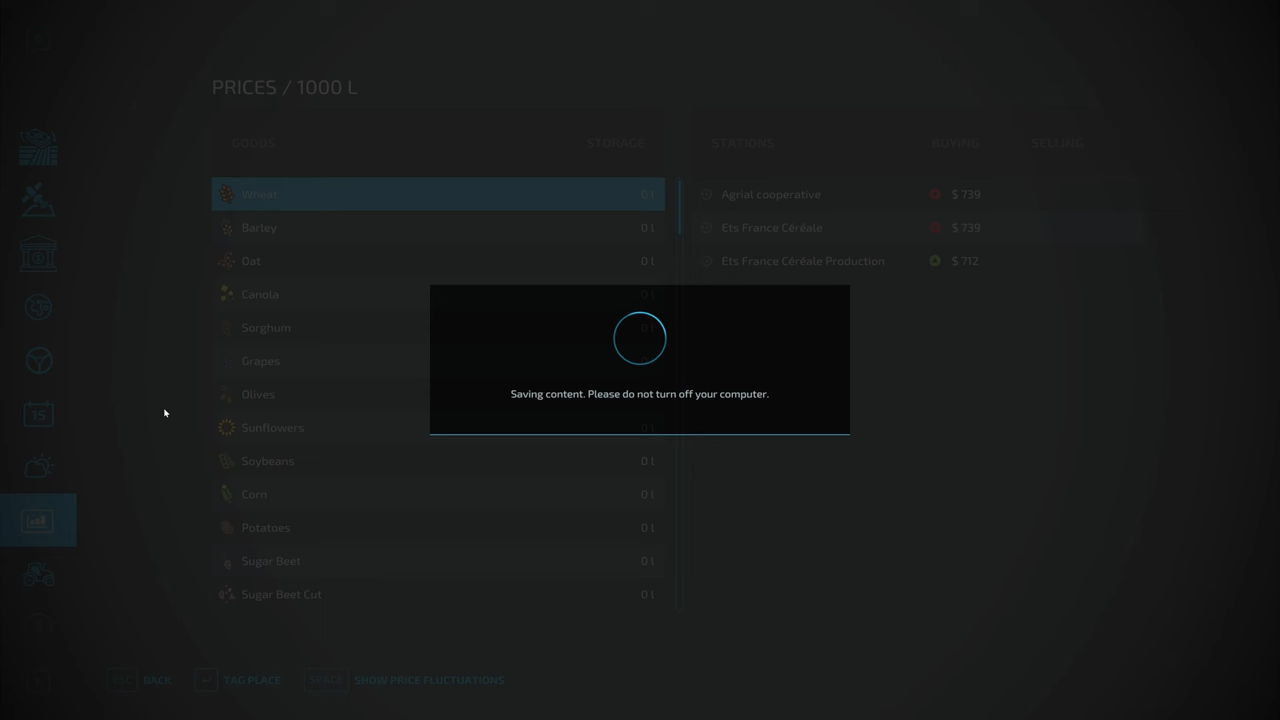 PRICES / 1000 L
GOODS STORAGE
Wheat 0 l
Barley 0 l
Oat 0 l
Canola 0 l
Sorghum 0 l
Grapes
Olives
Sunflowers 0 l
Soybeans 0 l
Corn 0 l
Potatoes 0 l
Sugar Beet 0 l
Sugar Beet Cut 0 l
STATIONS BUYING SELLING
Agrial cooperative $ 739
Ets France Céréale $ 739
Ets France Céréale Production $ 712
Saving content. Please do not turn off your computer.
15
ESC BACK TAG PLACE SPACE SHOW PRICE FLUCTUATIONS